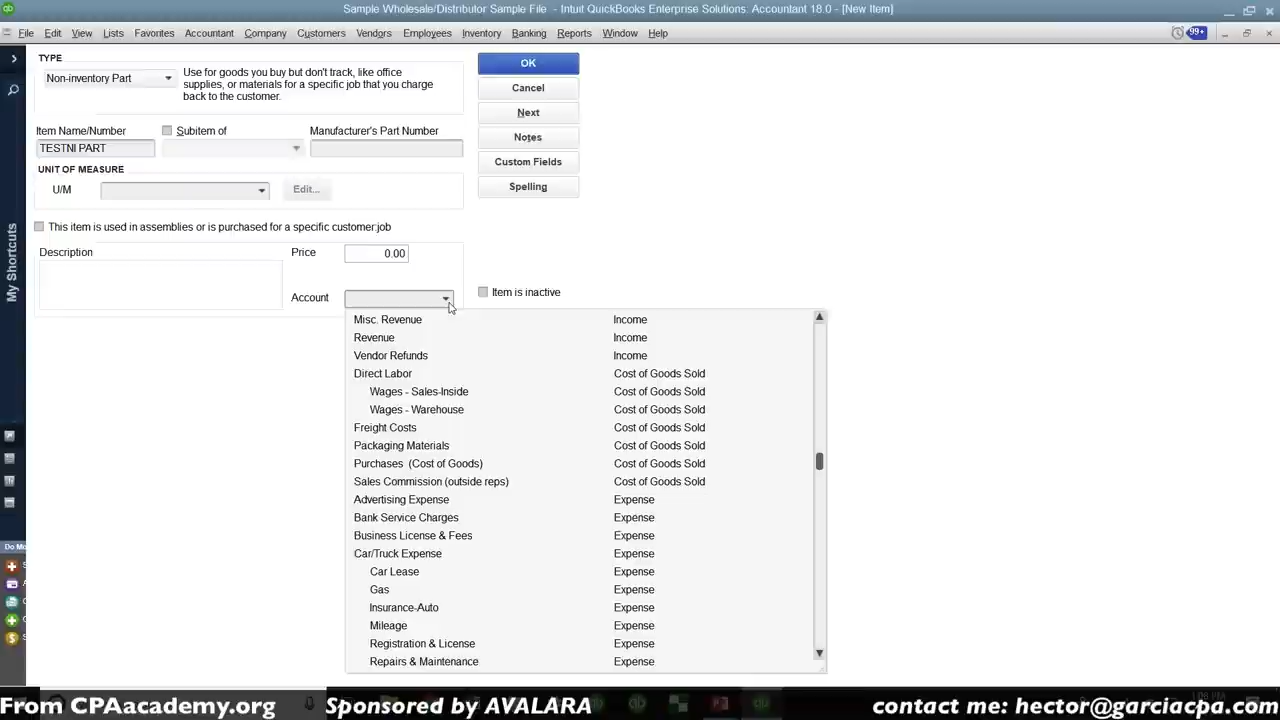 Sample Wholesale/Distributor Sample File - Intuit QuickBooks Enterprise Solutions: Accountant 18.0 - [New Item]
File Edit View Lists Favorites Accountant Company Customers Vendors Employees Inventory Banking Reports Window Help
99+
TYPE
Non-inventory Part
Use for goods you buy but don't track, like office
supplies, or materials for a specific job that you charge
back to the customer.
OK
Cancel
Next
Notes
Custom Fields
Spelling
Item Name/Number
Subitem of
Manufacturer's Part Number
TESTNI PART
UNIT OF MEASURE
U/M
Edit...
This item is used in assemblies or is purchased for a specific customer:job
Description
Price
0.00
Account
Item is inactive
My Shortcuts
Do Mo
Misc. Revenue Income
Revenue Income
Vendor Refunds Income
Direct Labor Cost of Goods Sold
Wages - Sales-Inside Cost of Goods Sold
Wages - Warehouse Cost of Goods Sold
Freight Costs Cost of Goods Sold
Packaging Materials Cost of Goods Sold
Purchases (Cost of Goods) Cost of Goods Sold
Sales Commission (outside reps) Cost of Goods Sold
Advertising Expense Expense
Bank Service Charges Expense
Business License & Fees Expense
Car/Truck Expense Expense
Car Lease Expense
Gas Expense
Insurance-Auto Expense
Mileage Expense
Registration & License Expense
Repairs & Maintenance Expense
From CPAacademy.org
Sponsored by AVALARA
contact me: hector@garciacpa.com